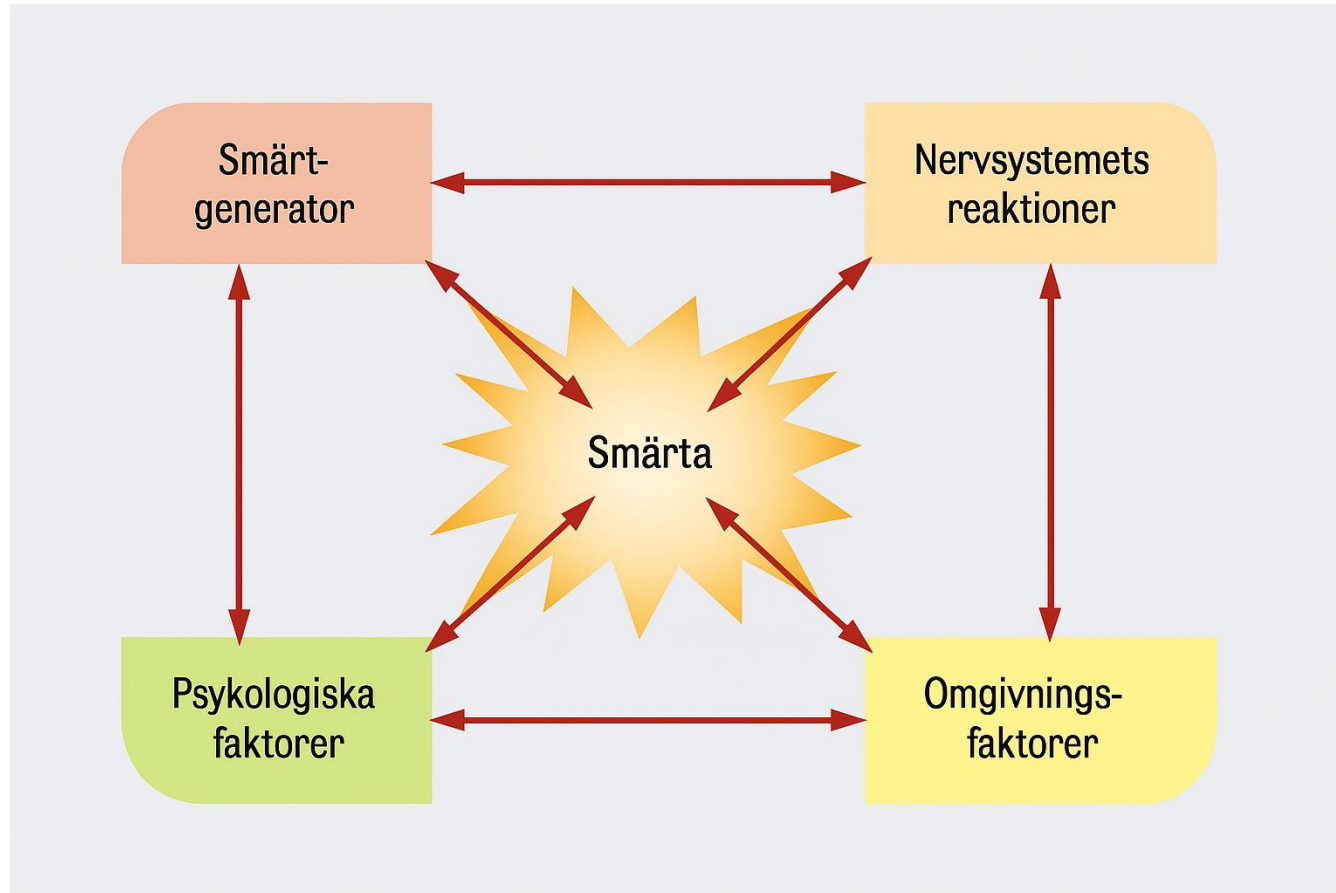 Smärt-
generator
Nervsystemets
reaktioner
Smärta
Psykologiska
faktorer
Omgivnings-
faktorer